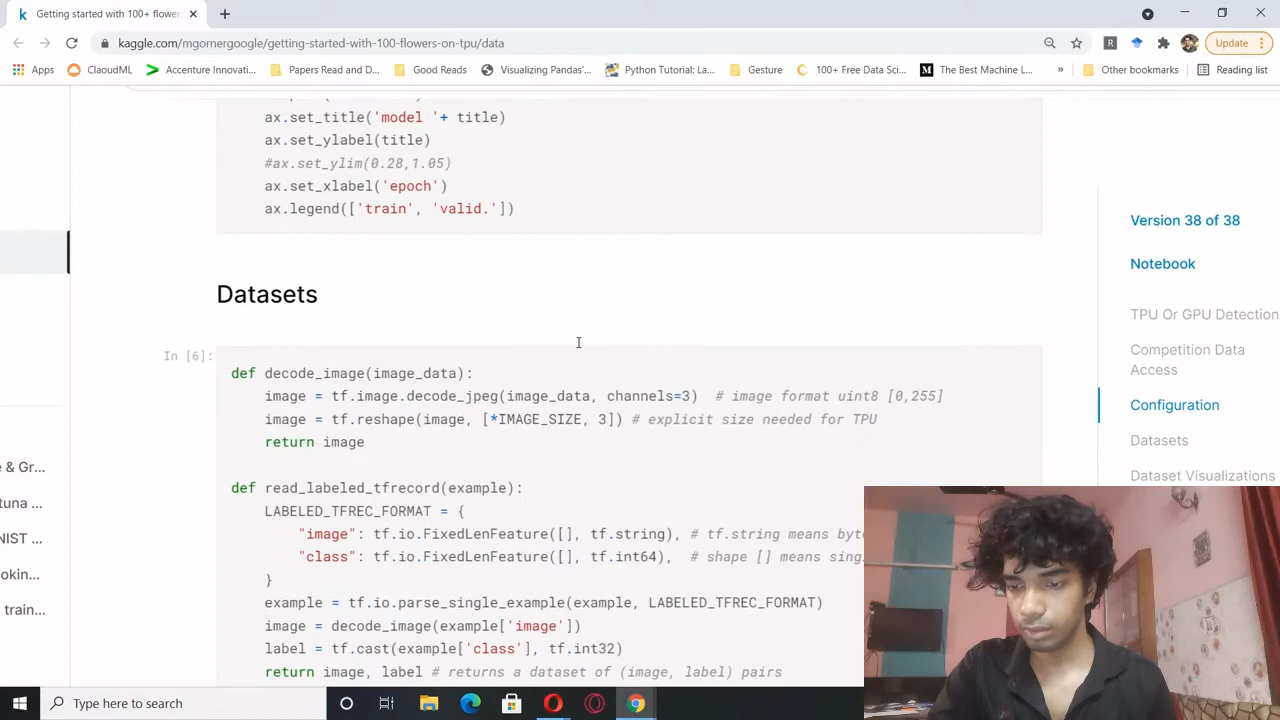 Getting started with 100+ flower
kaggle.com/mgornergoogle/getting-started-with-100-flowers-on-tpu/data
Update
Apps
ClaoudML
Accenture Innovati...
Papers Read and D...
Good Reads
Visualizing Pandas'...
Python Tutorial: La...
Gesture
100+ Free Data Sci...
The Best Machine L...
»
Other bookmarks
Reading list
ax.set_title('model '+ title)
ax.set_ylabel(title)
#ax.set_ylim(0.28,1.05)
ax.set_xlabel('epoch')
ax.legend(['train', 'valid.'])
Datasets
In [6]:
def decode_image(image_data):
image = tf.image.decode_jpeg(image_data, channels=3) # image format uint8 [0,255]
image = tf.reshape(image, [*IMAGE_SIZE, 3]) # explicit size needed for TPU
return image
def read_labeled_tfrecord(example):
LABELED_TFREC_FORMAT = {
"image": tf.io.FixedLenFeature([], tf.string), # tf.string means byt
"class": tf.io.FixedLenFeature([], tf.int64), # shape [] means sing
}
example = tf.io.parse_single_example(example, LABELED_TFREC_FORMAT)
image = decode_image(example['image'])
label = tf.cast(example['class'], tf.int32)
return image, label # returns a dataset of (image, label) pairs
Version 38 of 38
Notebook
TPU Or GPU Detection
Competition Data
Access
Configuration
Datasets
Dataset Visualizations
e & Gr...
tuna ...
NIST ...
okin...
train...
Type here to search